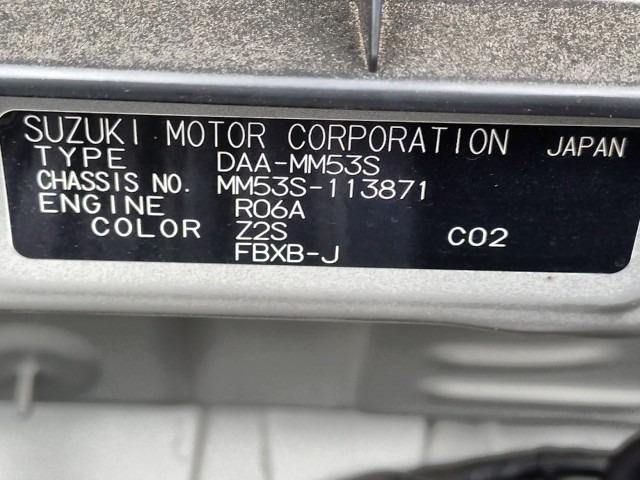 SUZUKI MOTOR CORPORATION JAPAN
TYPE DAA-MM53S
CHASSIS NO. MM53S-113871
ENGINE R06A
COLOR Z2S C02
FBXB-J